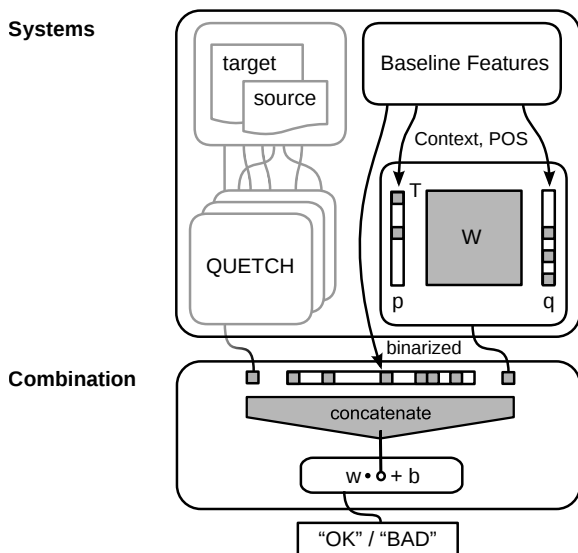 Systems
target
source
Baseline Features
Context, POS
T
W
QUETCH
p
q
binarized
Combination
concatenate
w• + b
“OK” / “BAD”